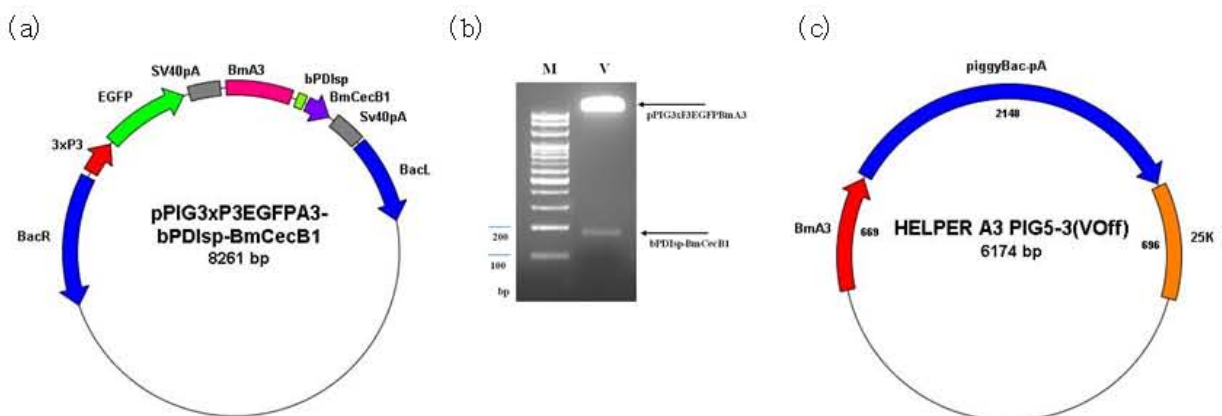 (a)
SV40pA
BmA3
bPDIsp
BmCecB1
Sv40pA
EGFP
3xP3
BacL
BacR
pPIG3xP3EGFPA3-
bPDIsp-BmCecB1
8261 bp
(b)
M
V
pPIG3xP3EGFPBmA3
200
bPDIsp-BmCecB1
100
bp
(c)
piggyBac-pA
2148
BmA3
669
HELPER A3 PIG5-3(VOff)
6174 bp
696
25K